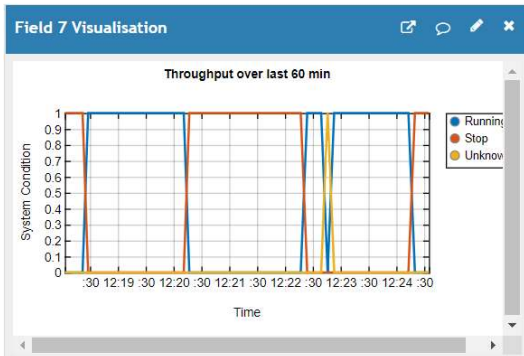 Field 7 Visualisation
Throughput over last 60 min
1
0.9
0.8
0.7
0.6
0.5
0.4
0.3
0.2
0.1
0
System Condition
:30 12:19 :30 12:20 :30 12:21 :30 12:22 :30 12:23 :30 12:24 :30
Time
Running
Stop
Unknow